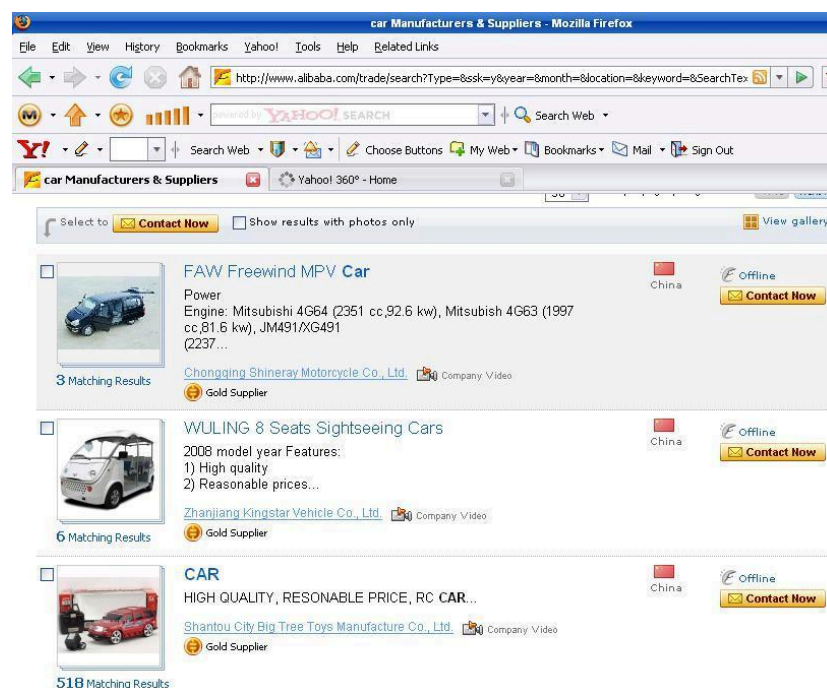 car Manufacturers & Suppliers - Mozilla Firefox
File Edit View History Bookmarks Yahoo! Tools Help Related Links
http://www.alibaba.com/trade/search?Type=&ssk=y&year=&month=&location=&keyword=&SearchTex
powered by YAHOO! SEARCH Search Web
Y! Search Web Choose Buttons My Web Bookmarks Mail Sign Out
car Manufacturers & Suppliers Yahoo! 360° - Home
Select to Contact Now Show results with photos only View gallery
FAW Freewind MPV Car China Offline
Power Contact Now
Engine: Mitsubishi 4G64 (2351 cc,92.6 kw), Mitsubish 4G63 (1997
cc,81.6 kw), JM491/XG491
(2237...
Chongqing Shineray Motorcycle Co., Ltd. Company Video
3 Matching Results
Gold Supplier
WULING 8 Seats Sightseeing Cars China Offline
2008 model year Features: Contact Now
1) High quality
2) Reasonable prices...
Zhanjiang Kingstar Vehicle Co., Ltd. Company Video
6 Matching Results Gold Supplier
CAR China Offline
HIGH QUALITY, RESONABLE PRICE, RC CAR... Contact Now
Shantou City Big Tree Toys Manufacture Co., Ltd. Company Video
Gold Supplier
518 Matching Results